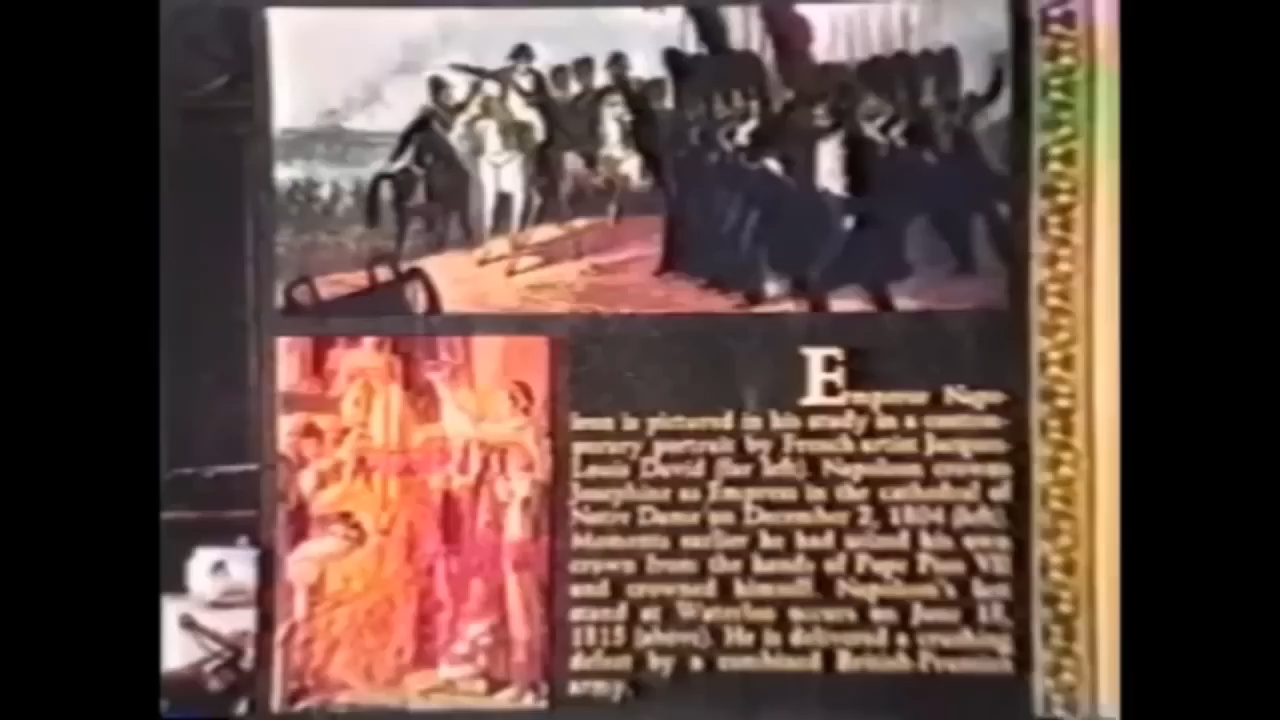 Emperor Napo-
leon is pictured in his study in a contem-
porary portrait by French artist Jacques-
Louis David (far left). Napoleon crowns
Josephine as Empress in the cathedral of
Notre Dame on December 2, 1804 (left).
Moments earlier he had seized his own
crown from the hands of Pope Pius VII
and crowned himself. Napoleon's last
stand at Waterloo occurs on June 18,
1815 (above). He is delivered a crushing
defeat by a combined British-Prussian
army.